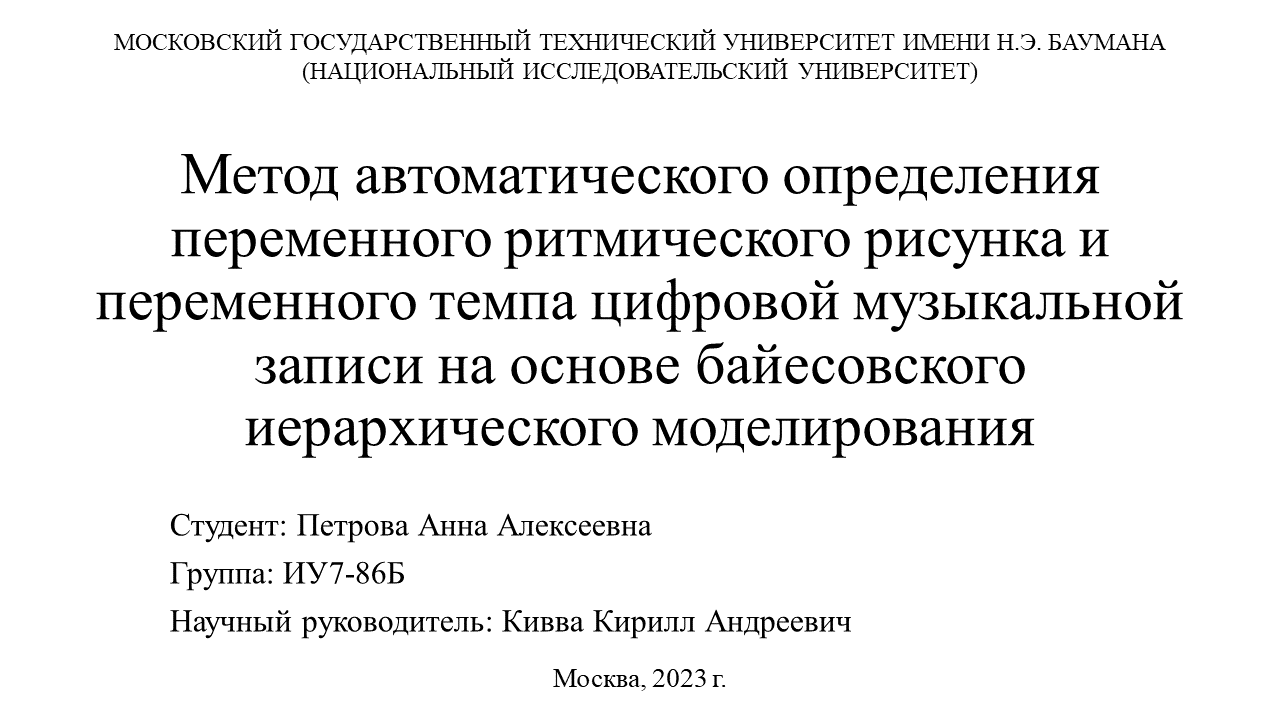 МОСКОВСКИЙ ГОСУДАРСТВЕННЫЙ ТЕХНИЧЕСКИЙ УНИВЕРСИТЕТ ИМЕНИ Н.Э. БАУМАНА
(НАЦИОНАЛЬНЫЙ ИССЛЕДОВАТЕЛЬСКИЙ УНИВЕРСИТЕТ)
Метод автоматического определения
переменного ритмического рисунка и
переменного темпа цифровой музыкальной
записи на основе байесовского
иерархического моделирования
Студент: Петрова Анна Алексеевна
Группа: ИУ7-86Б
Научный руководитель: Кивва Кирилл Андреевич
Москва, 2023 г.